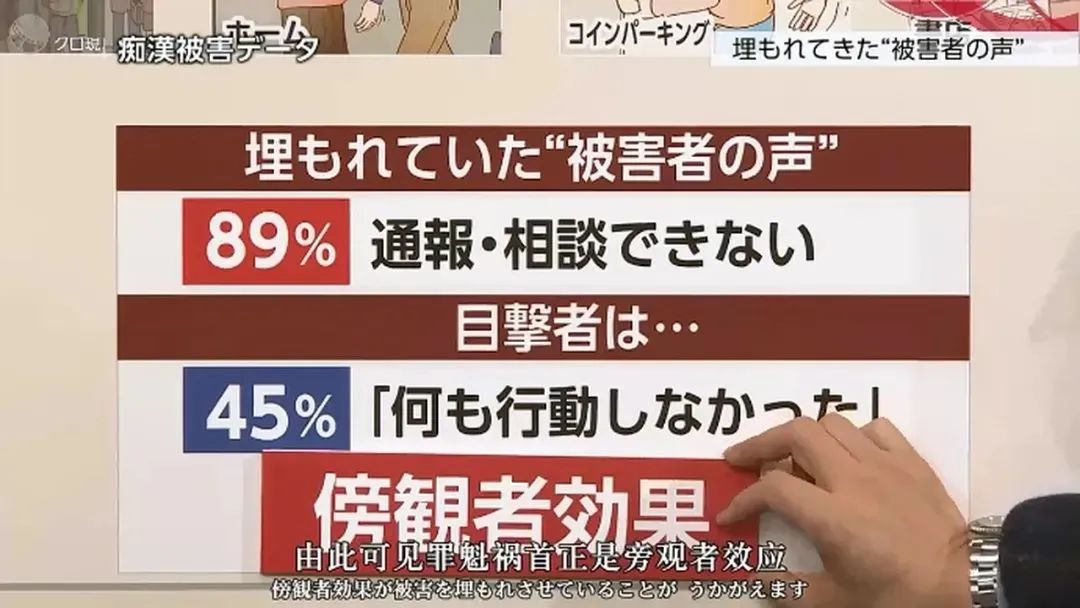 ホーム
コインパーキング
書店
クロ現
痴漢被害データ
埋もれてきた“被害者の声”
埋もれていた“被害者の声”
89% 通報・相談できない
目撃者は…
45% 「何も行動しなかった」
傍観者効果
由此可见罪魁祸首正是旁观者效应
傍観者効果が被害を埋もれさせていることが うかがえます